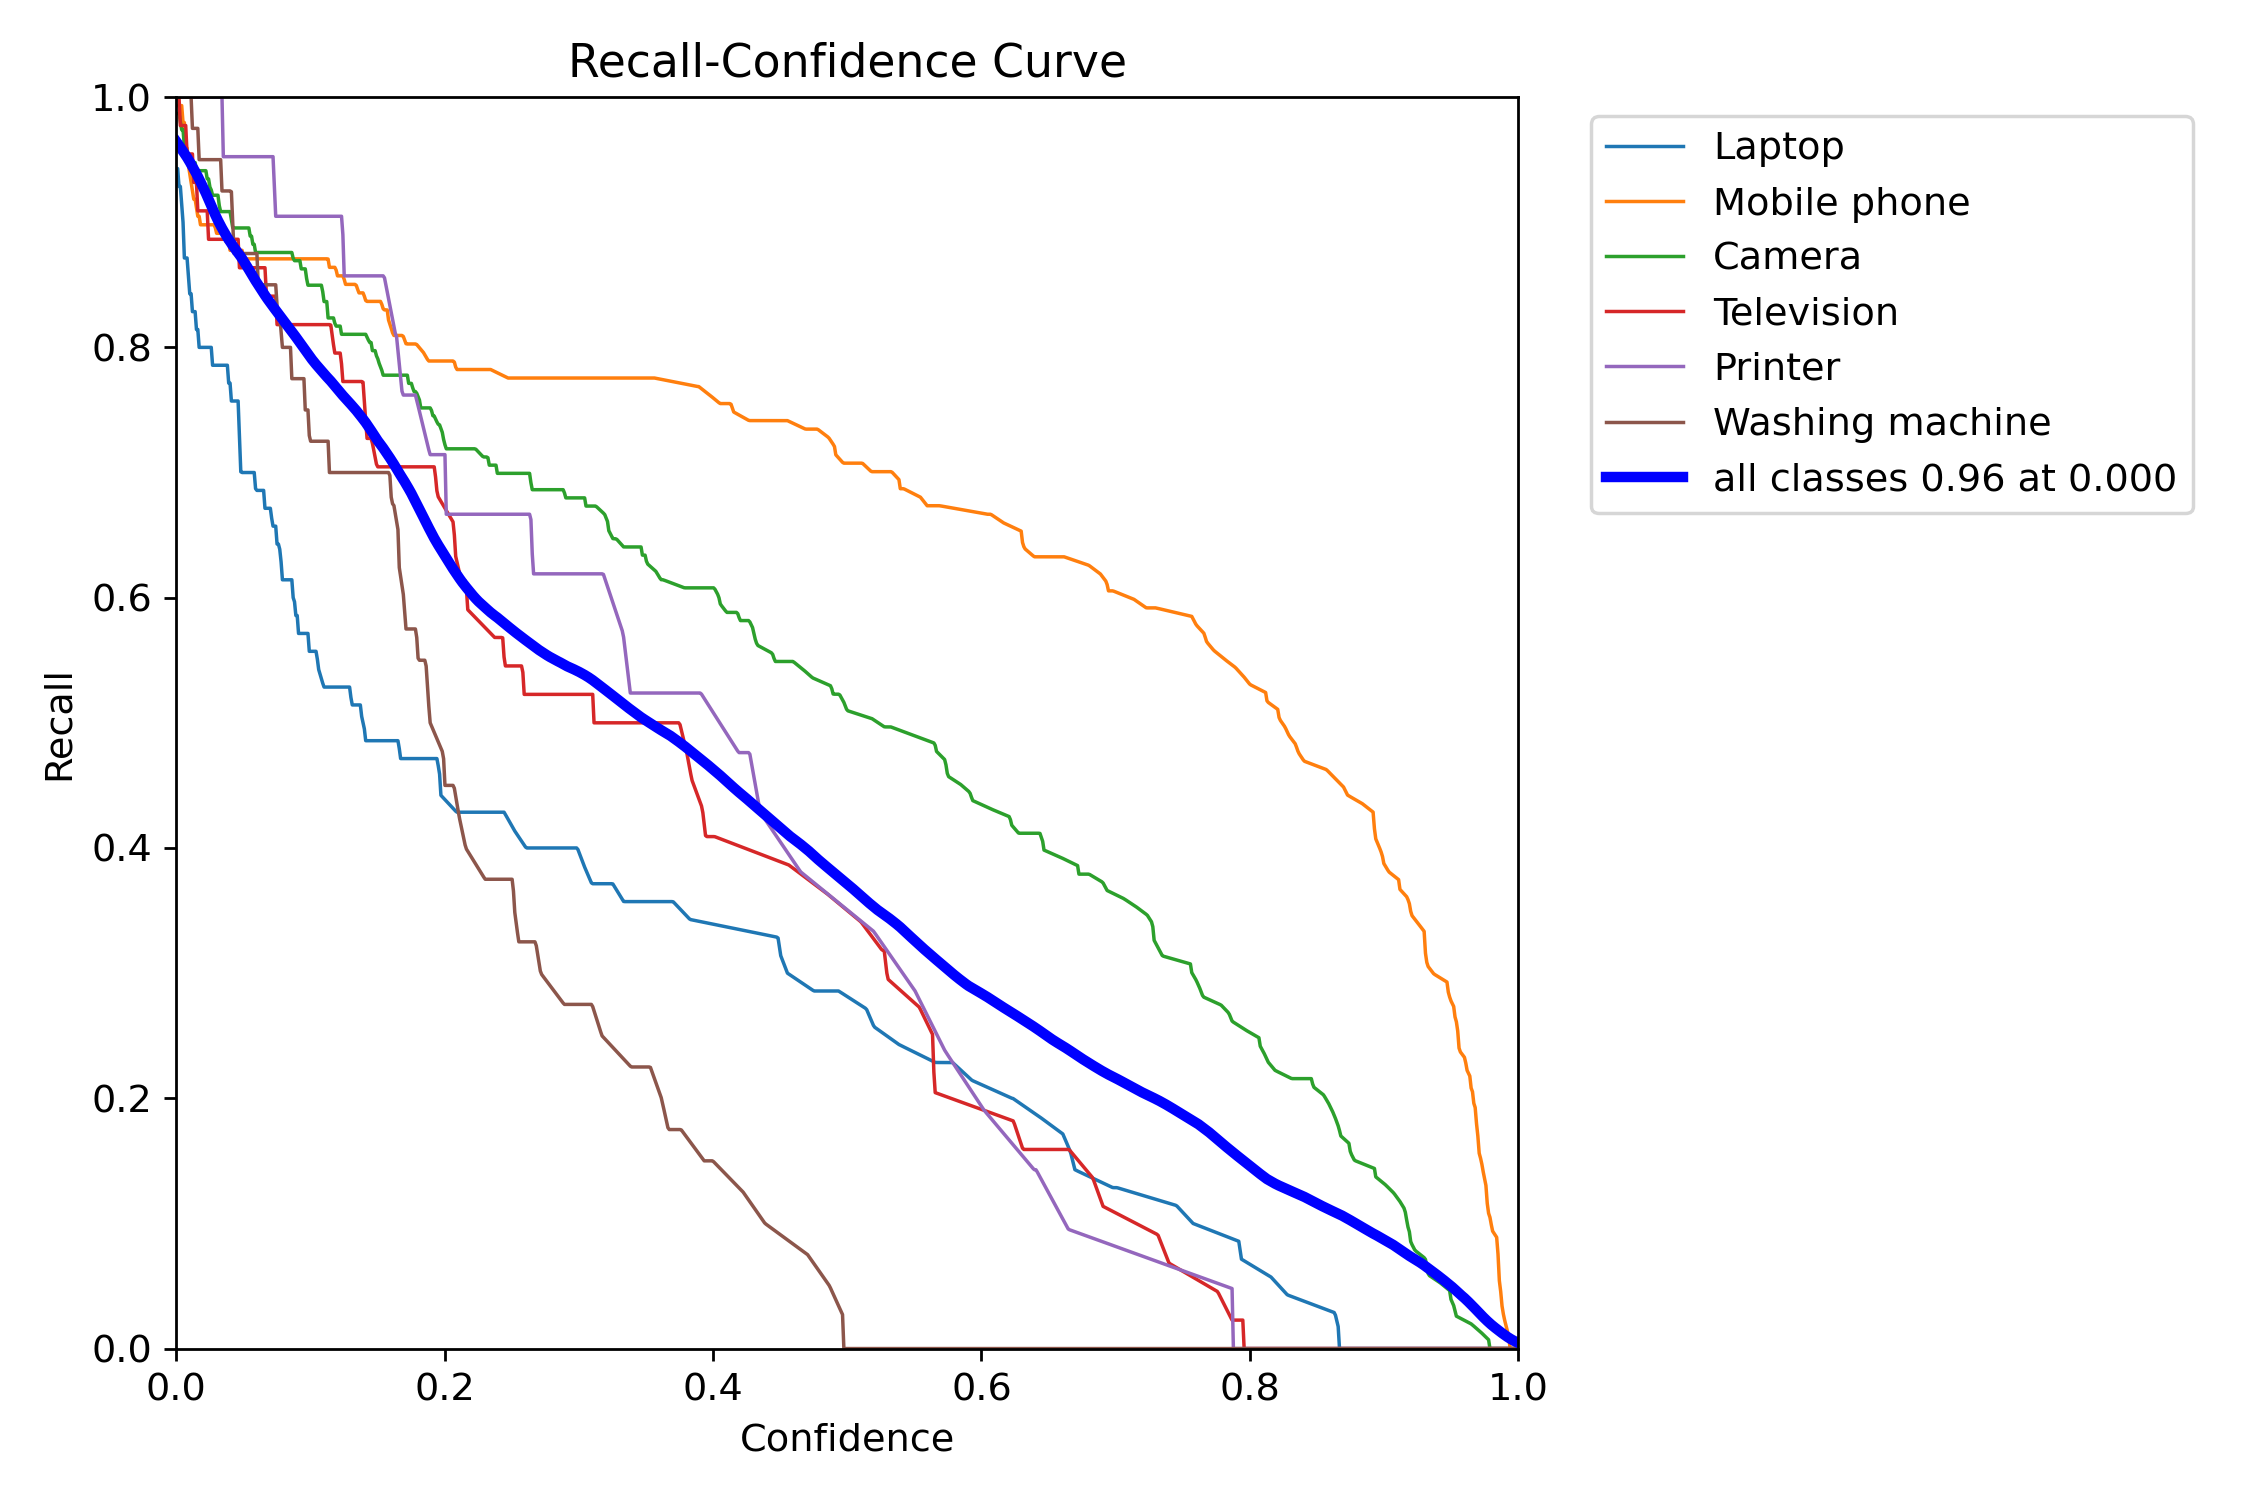 Recall-Confidence Curve
1.0
0.8
0.6
0.4
0.2
0.0
Recall
0.0 0.2 0.4 0.6 0.8 1.0
Confidence
Laptop
Mobile phone
Camera
Television
Printer
Washing machine
all classes 0.96 at 0.000